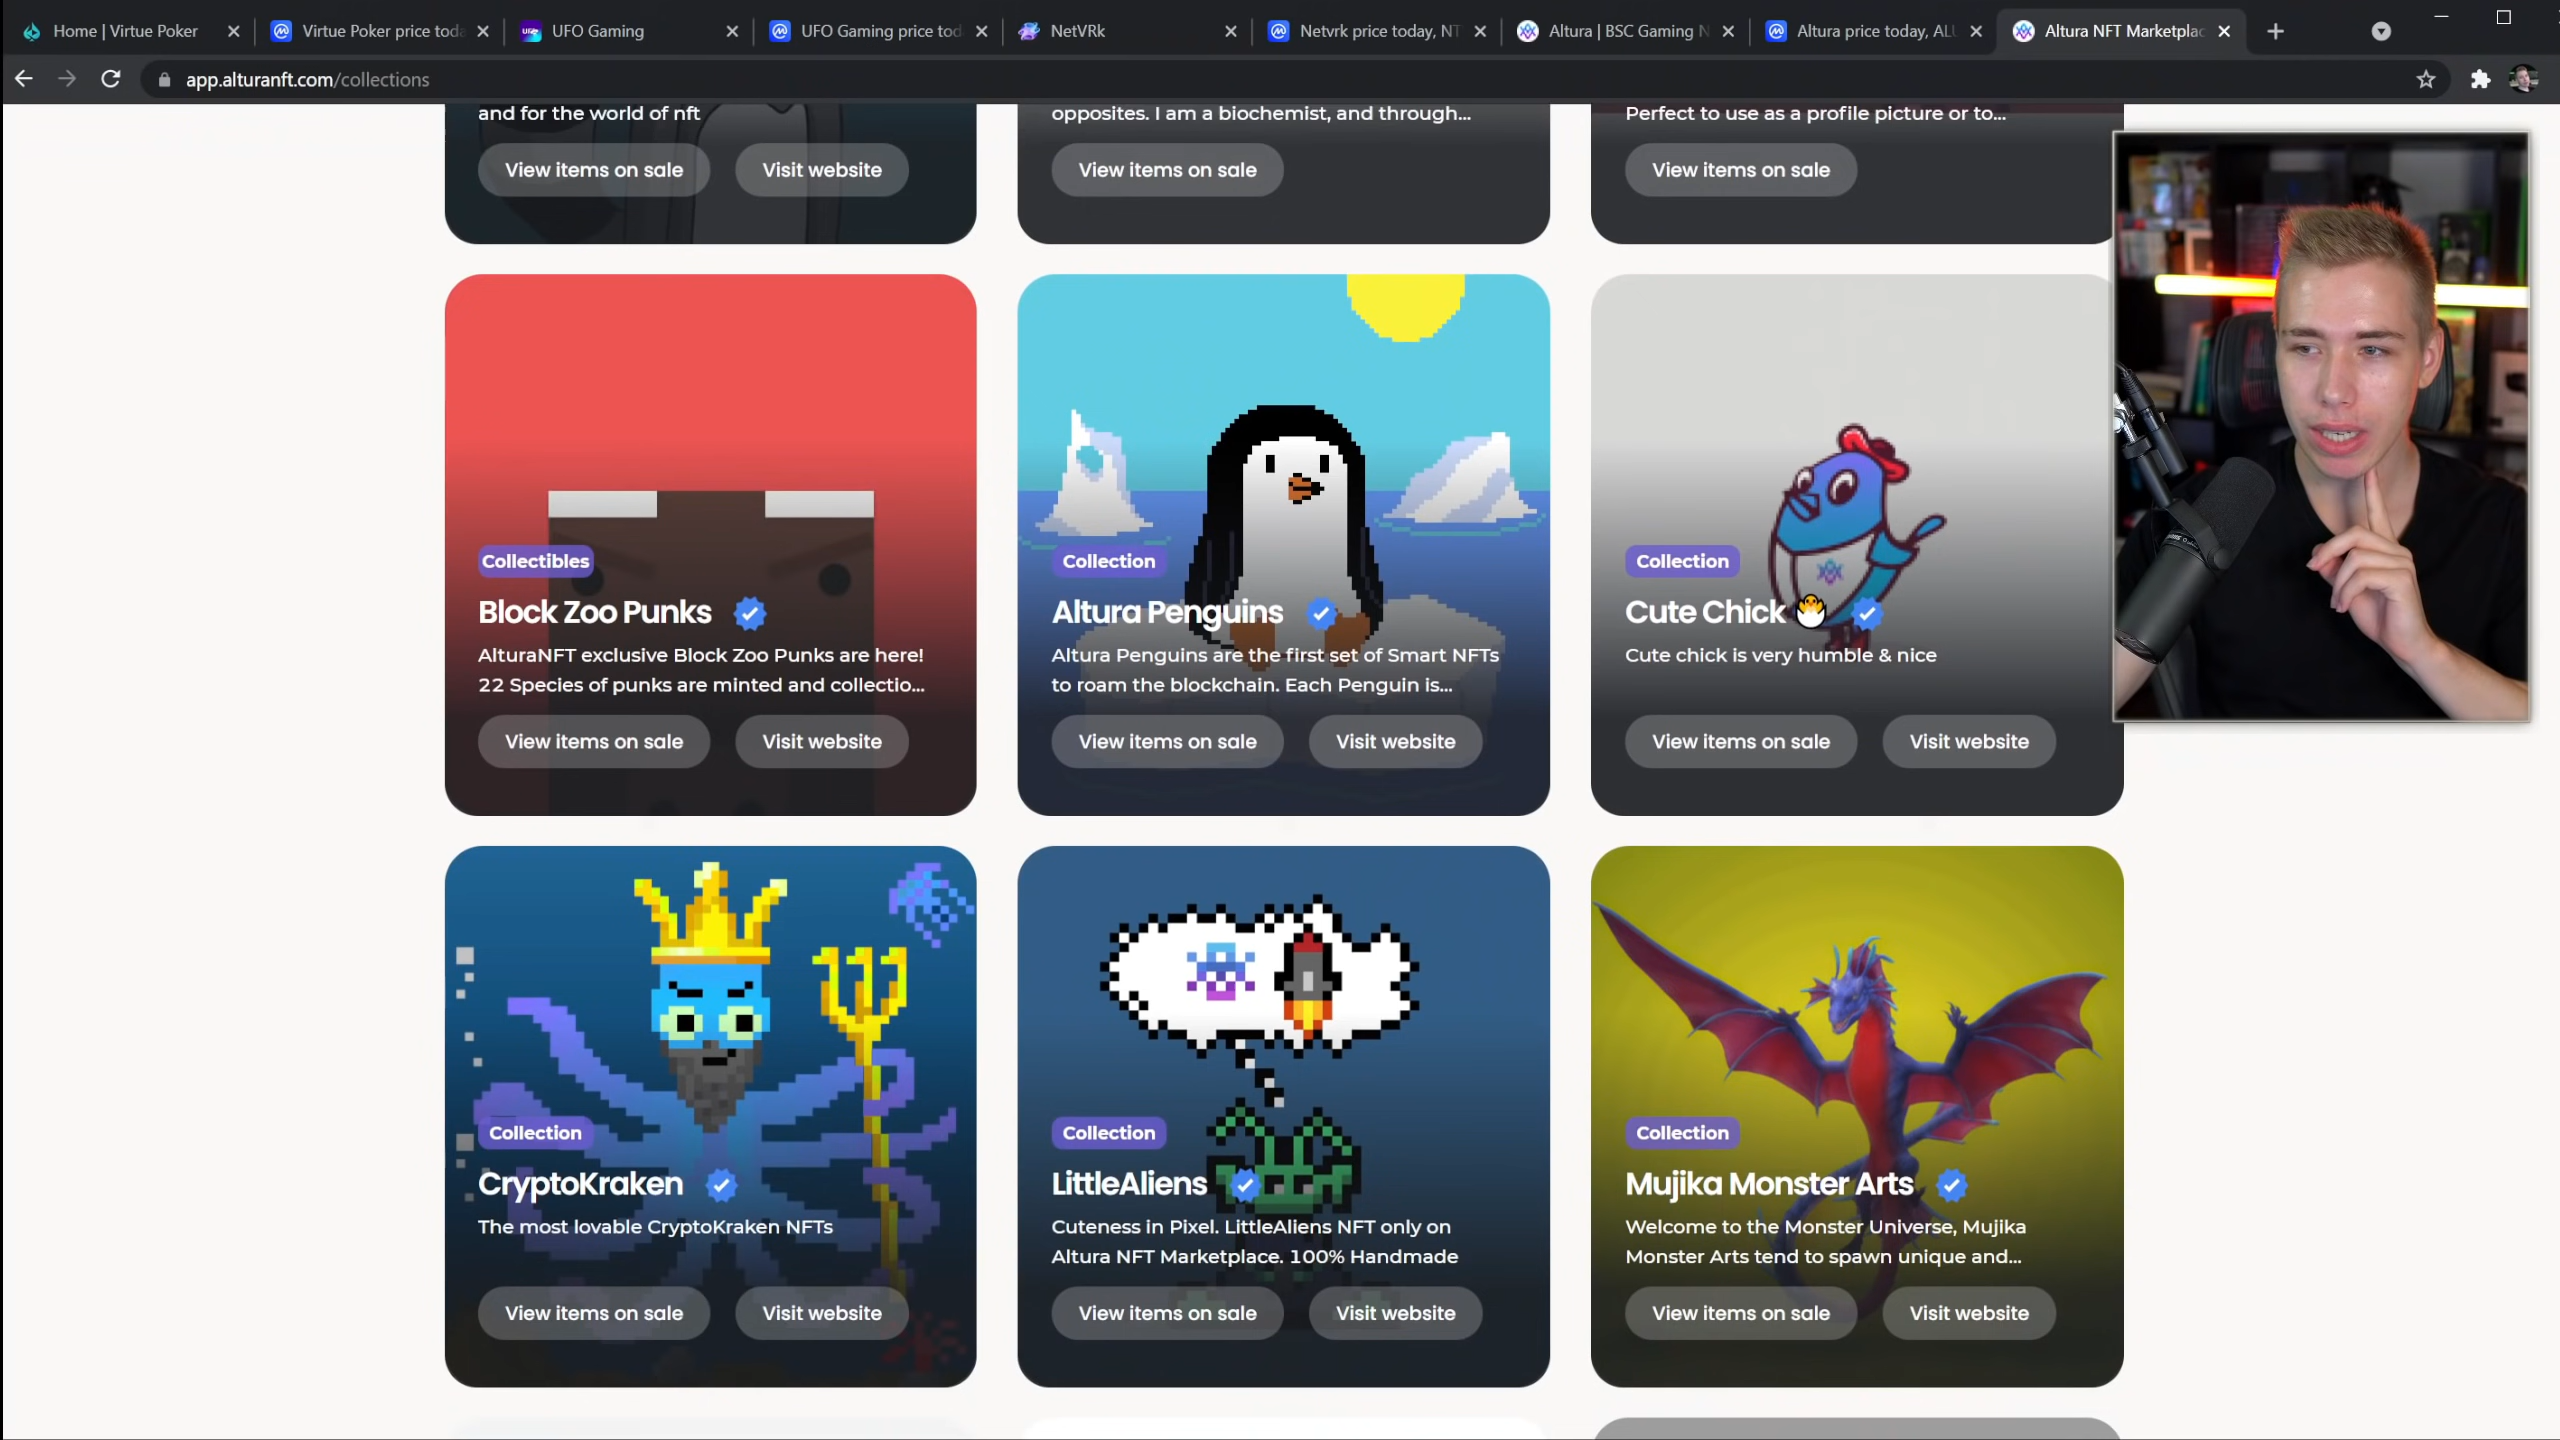 Home | Virtue Poker
Virtue Poker price toda
UFO Gaming
UFO Gaming price tod
NetVRk
Netvrk price today, NT
Altura | BSC Gaming N
Altura price today, ALU
Altura NFT Marketplac
app.alturanft.com/collections
and for the world of nft
View items on sale
Visit website
opposites. I am a biochemist, and through...
View items on sale
Perfect to use as a profile picture or to...
View items on sale
Collectibles
Block Zoo Punks
AlturaNFT exclusive Block Zoo Punks are here!
22 Species of punks are minted and collectio...
View items on sale
Visit website
Collection
Altura Penguins
Altura Penguins are the first set of Smart NFTs
to roam the blockchain. Each Penguin is...
View items on sale
Visit website
Collection
Cute Chick 🐣
Cute chick is very humble & nice
View items on sale
Visit website
Collection
CryptoKraken
The most lovable CryptoKraken NFTs
View items on sale
Visit website
Collection
LittleAliens
Cuteness in Pixel. LittleAliens NFT only on
Altura NFT Marketplace. 100% Handmade
View items on sale
Visit website
Collection
Mujika Monster Arts
Welcome to the Monster Universe, Mujika
Monster Arts tend to spawn unique and...
View items on sale
Visit website